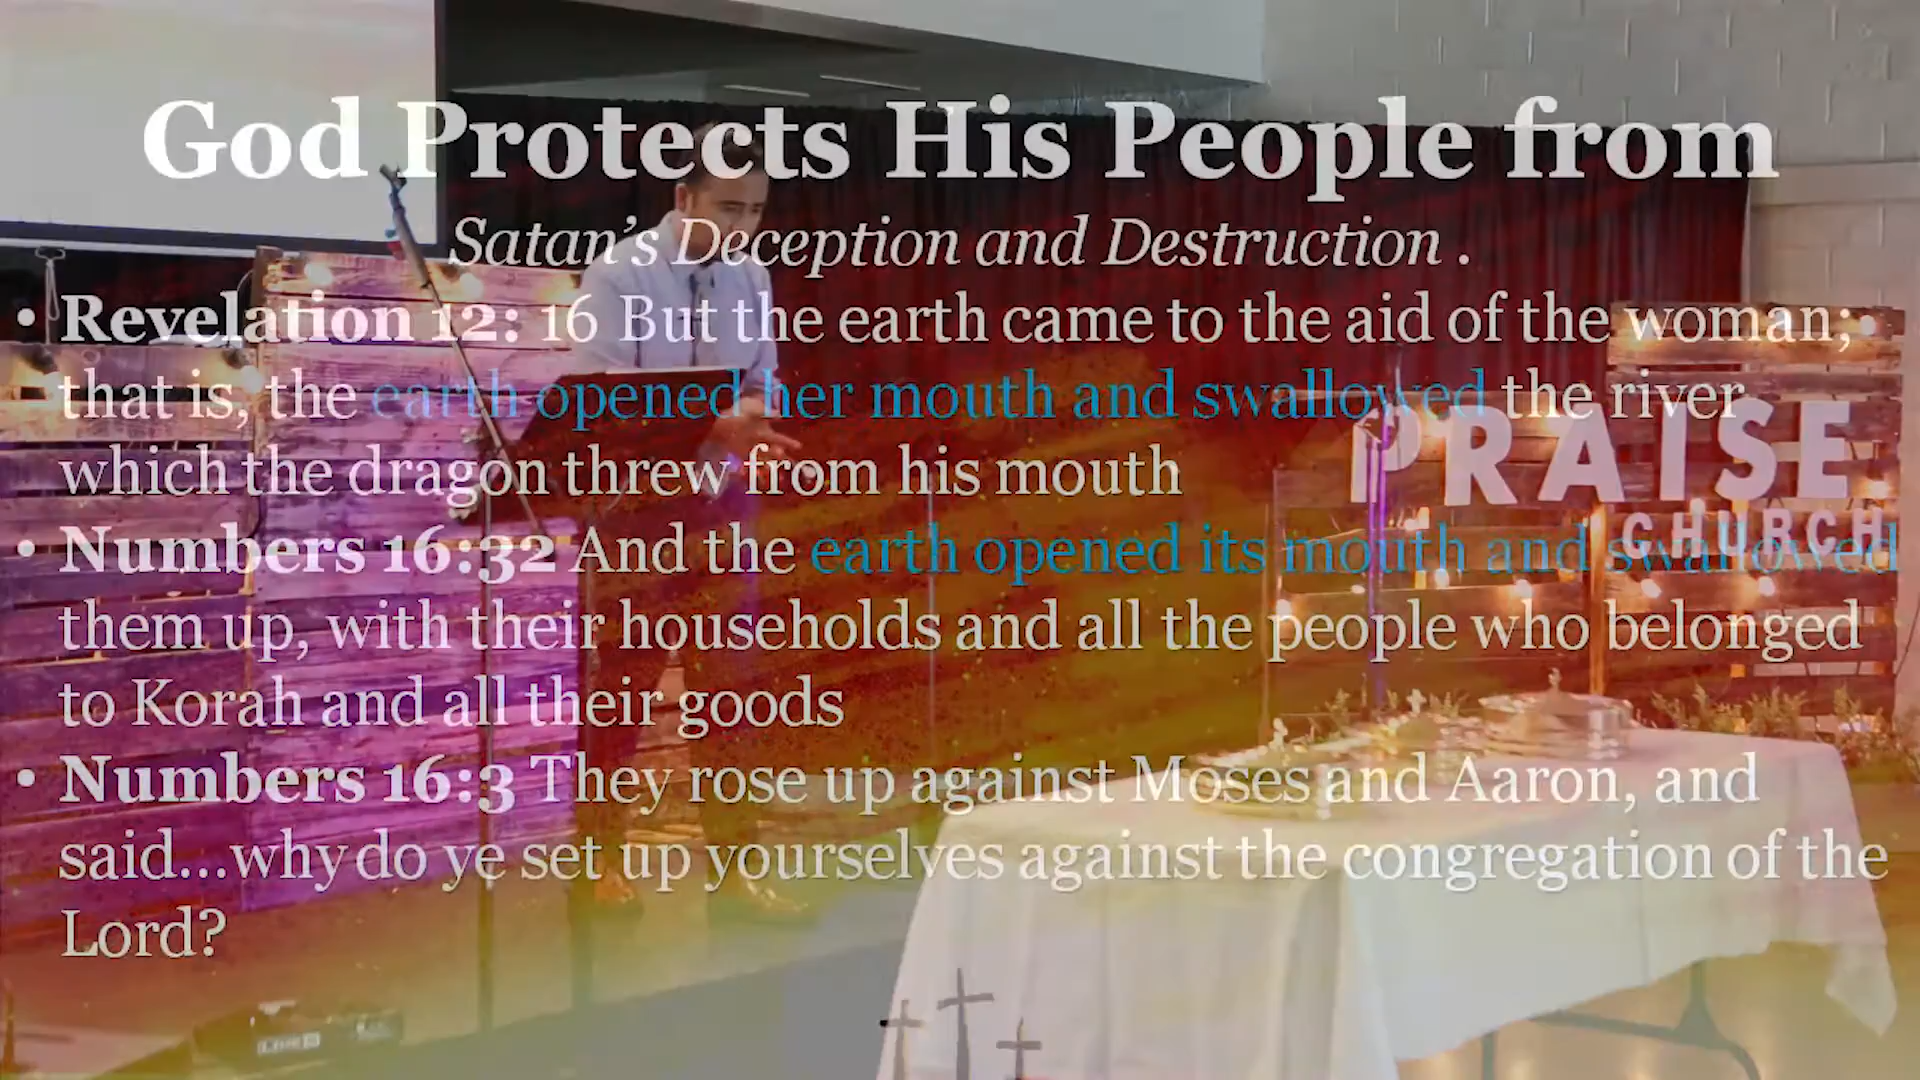 God Protects His People from
Satan's Deception and Destruction .
• Revelation 12: 16 But the earth came to the aid of the woman;
that is, the earth opened her mouth and swallowed the river
which the dragon threw from his mouth
PRAISE
CHURCH
• Numbers 16:32 And the earth opened its mouth and swallowed
them up, with their households and all the people who belonged
to Korah and all their goods
• Numbers 16:3 They rose up against Moses and Aaron, and
said...why do ye set up yourselves against the congregation of the
Lord?